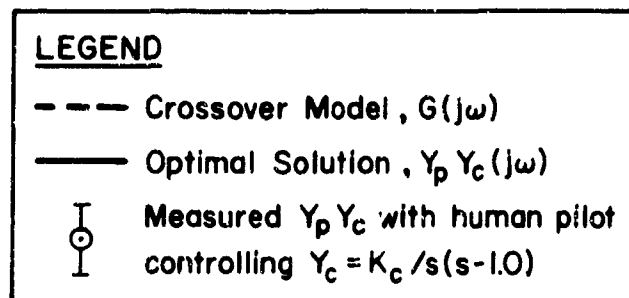 LEGEND
Crossover Model, G(jω)
Optimal Solution, YpYc(jω)
Measured YpYc with human pilot
controlling Yc = Kc/s(s-1.0)